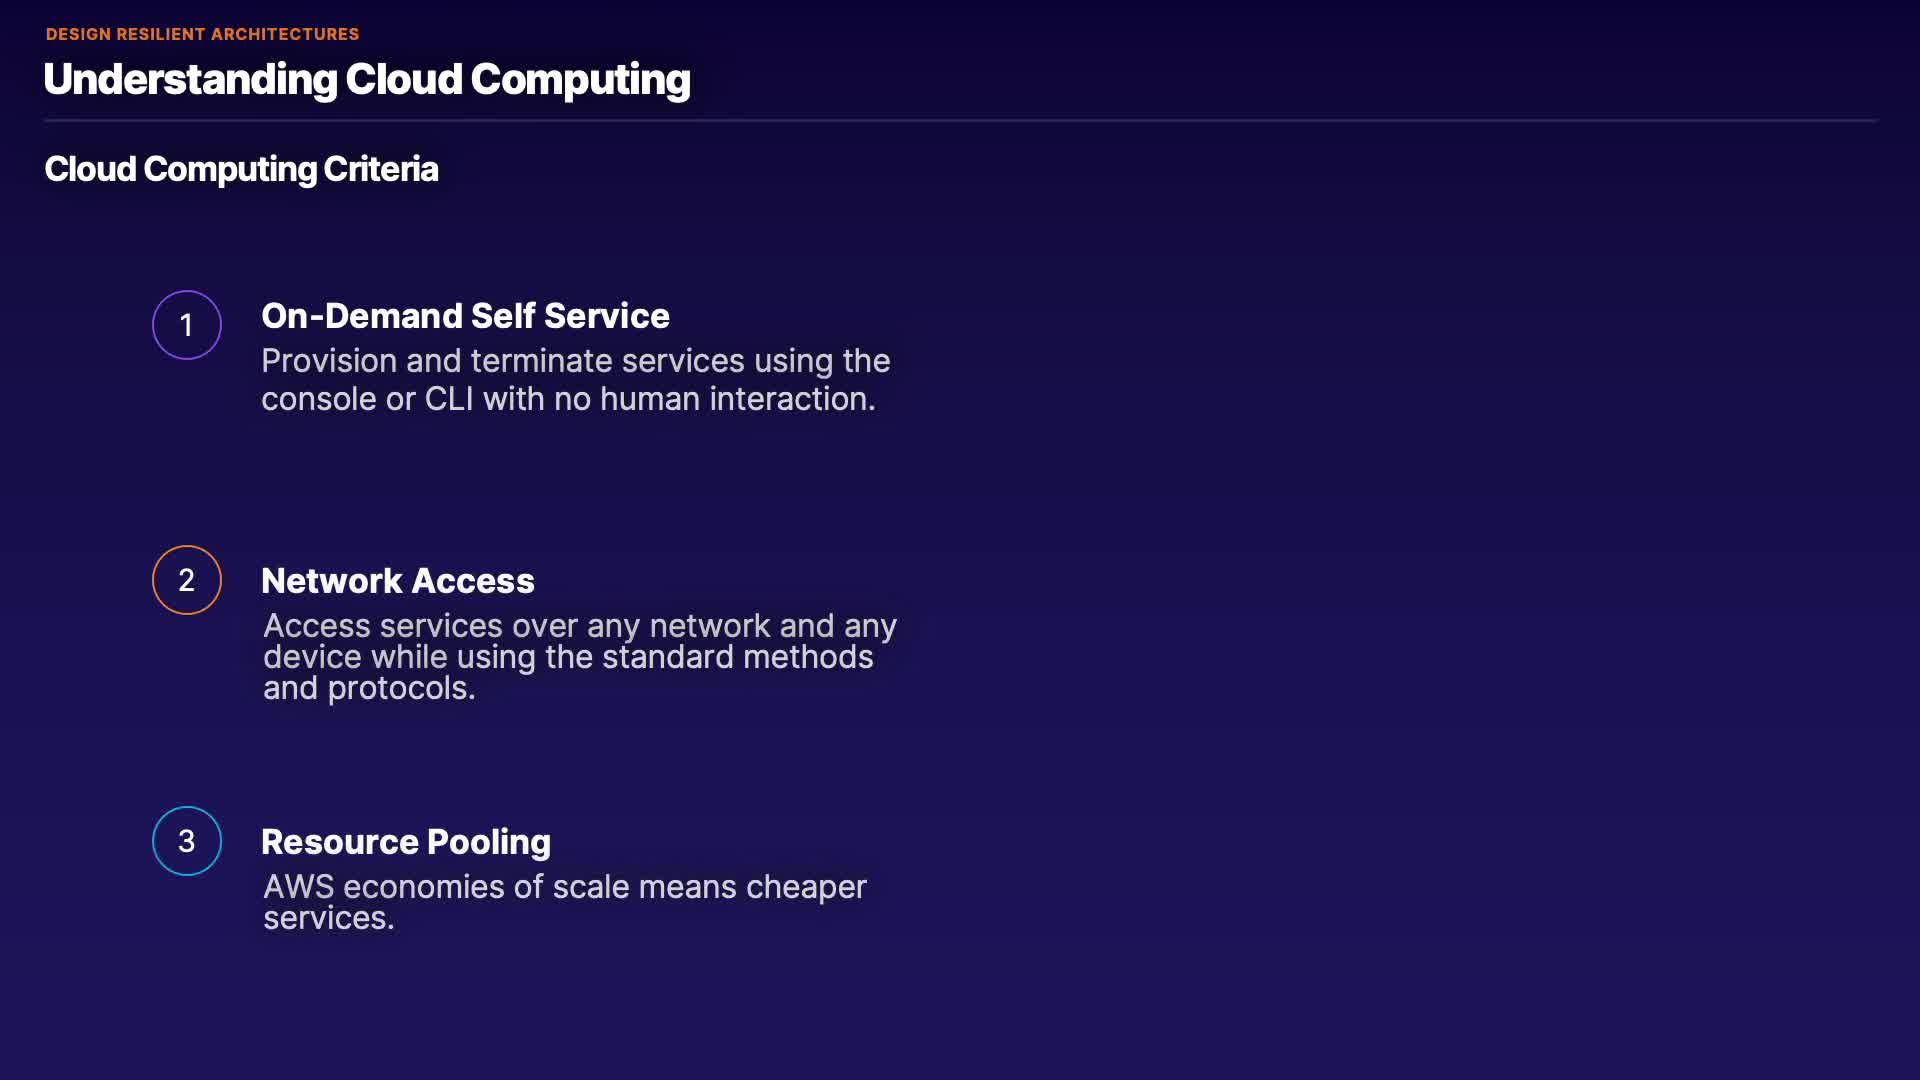 DESIGN RESILIENT ARCHITECTURES
Understanding Cloud Computing
Cloud Computing Criteria
1
On-Demand Self Service
Provision and terminate services using the
console or CLI with no human interaction.
2
Network Access
Access services over any network and any
device while using the standard methods
and protocols.
3
Resource Pooling
AWS economies of scale means cheaper
services.